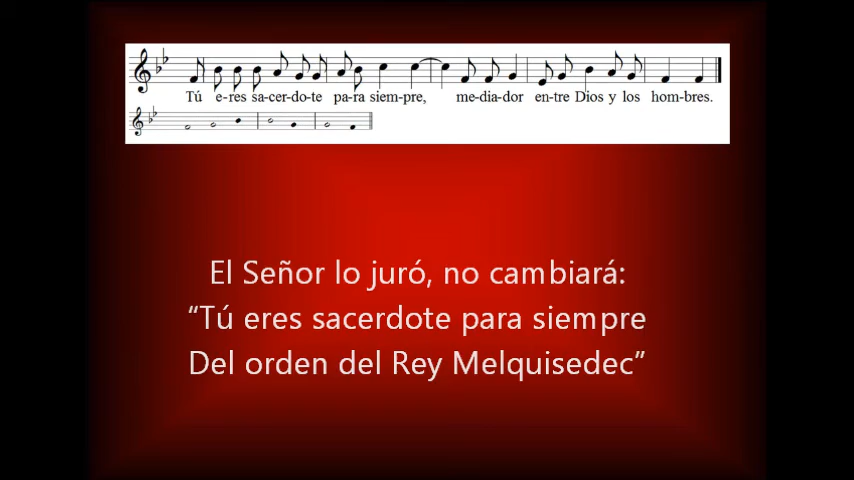 Tú e-res sa-cer-do-te pa-ra siem-pre, me-dia-dor en-tre Dios y los hom-bres.
El Señor lo juró, no cambiará:
“Tú eres sacerdote para siempre
Del orden del Rey Melquisedec”